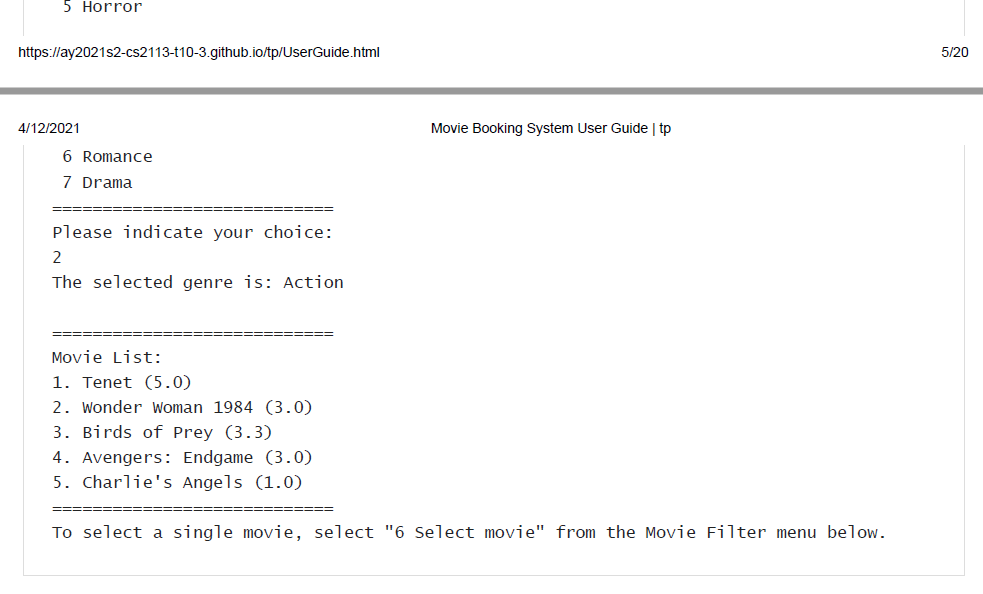 5 Horror
https://ay2021s2-cs2113-t10-3.github.io/tp/UserGuide.html 5/20
4/12/2021 Movie Booking System User Guide | tp
6 Romance
7 Drama
============================
Please indicate your choice:
2
The selected genre is: Action
============================
Movie List:
1. Tenet (5.0)
2. Wonder Woman 1984 (3.0)
3. Birds of Prey (3.3)
4. Avengers: Endgame (3.0)
5. Charlie's Angels (1.0)
============================
To select a single movie, select "6 Select movie" from the Movie Filter menu below.